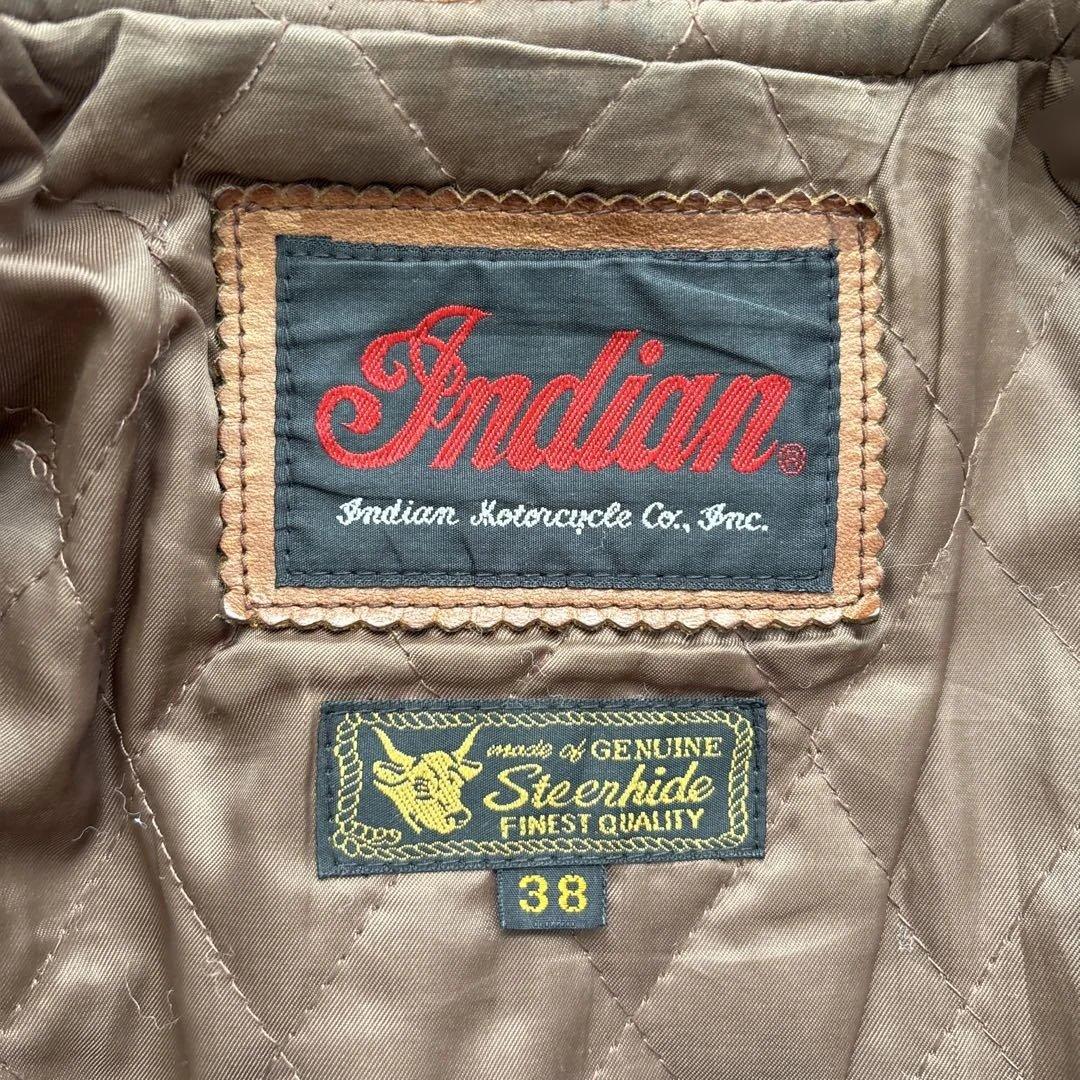 Indian®
Indian Motorcycle Co., Inc.
made of GENUINE
Steerhide
FINEST QUALITY
38